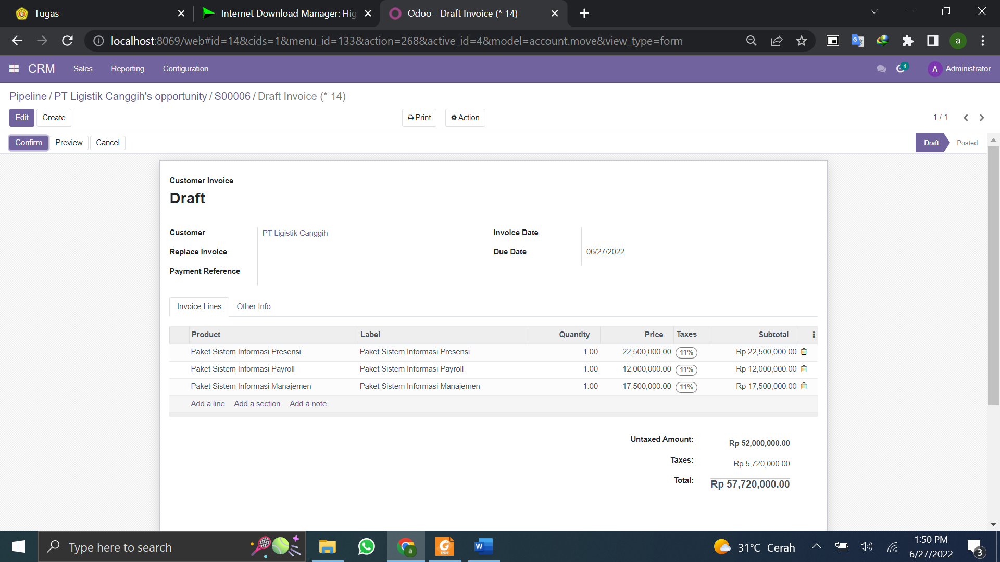 Tugas
Internet Download Manager: Hig
Odoo - Draft Invoice (* 14)
localhost:8069/web#id=14&cids=1&menu_id=133&action=268&active_id=4&model=account.move&view_type=form
a
CRM Sales Reporting Configuration
1
A Administrator
Pipeline / PT Ligistik Canggih's opportunity / S00006 / Draft Invoice (* 14)
Edit Create Print Action 1 / 1
Confirm Preview Cancel Draft Posted
Customer Invoice
Draft
Customer PT Ligistik Canggih Invoice Date
Replace Invoice Due Date 06/27/2022
Payment Reference
Invoice Lines Other Info
Product Label Quantity Price Taxes Subtotal
Paket Sistem Informasi Presensi Paket Sistem Informasi Presensi 1.00 22,500,000.00 11% Rp 22,500,000.00
Paket Sistem Informasi Payroll Paket Sistem Informasi Payroll 1.00 12,000,000.00 11% Rp 12,000,000.00
Paket Sistem Informasi Manajemen Paket Sistem Informasi Manajemen 1.00 17,500,000.00 11% Rp 17,500,000.00
Add a line Add a section Add a note
Untaxed Amount: Rp 52,000,000.00
Taxes: Rp 5,720,000.00
Total: Rp 57,720,000.00
Type here to search
a
PDF
W
31°C Cerah
1:50 PM
6/27/2022
3